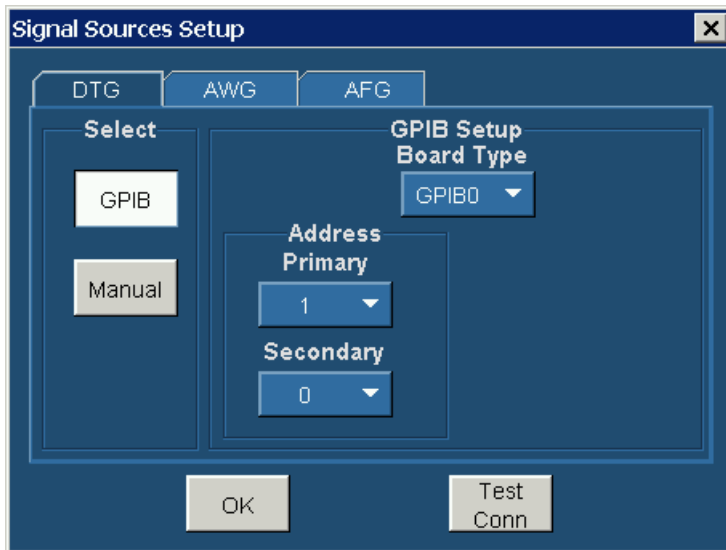 Signal Sources Setup
DTG
AWG
AFG
Select
GPIB
Manual
GPIB Setup
Board Type
GPIB0
Address
Primary
1
Secondary
0
OK
Test
Conn